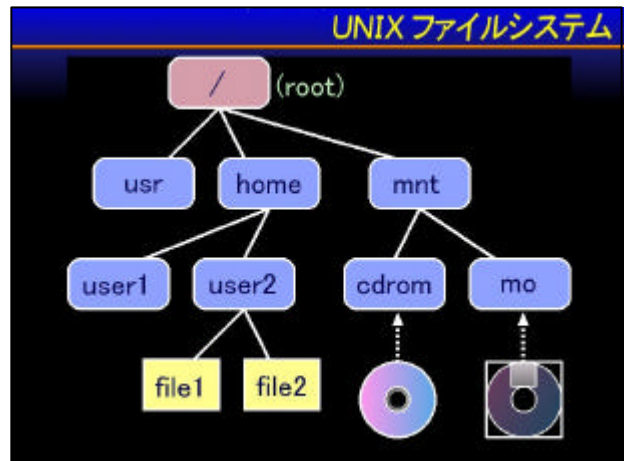 UNIX ファイルシステム
/ (root)
usr home mnt
user1 user2 cdrom mo
file1 file2